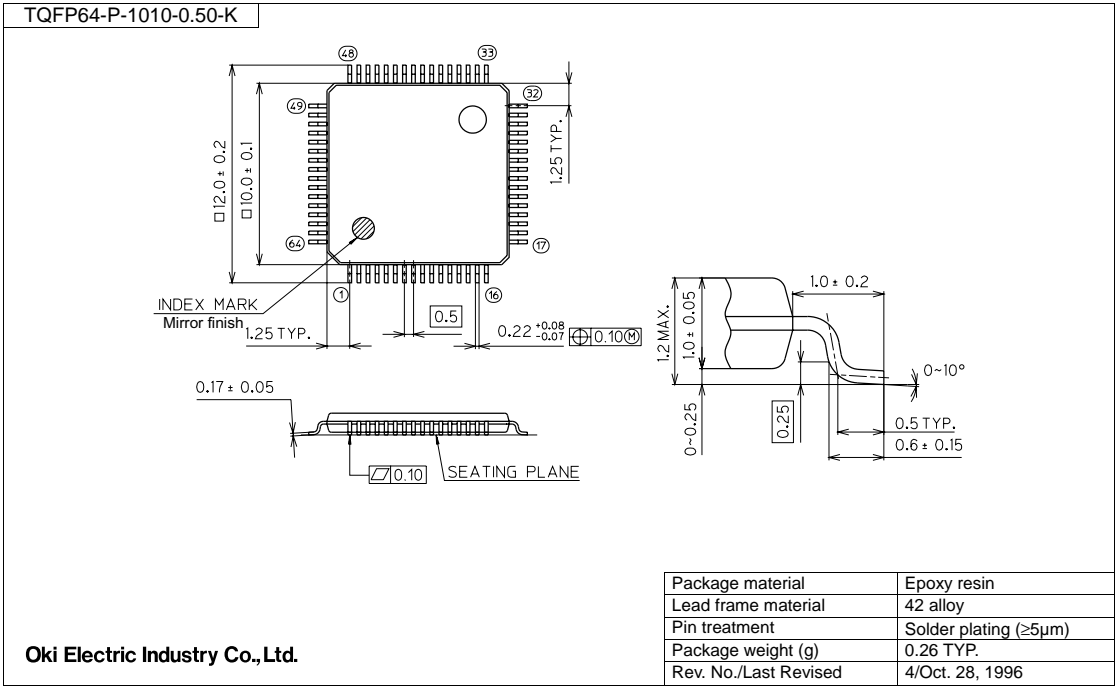 TQFP64-P-1010-0.50-K
48
33
49
32
□12.0± 0.2
□10.0± 0.1
1.25 TYP.
64
17
1
16
INDEX MARK
Mirror finish
1.25 TYP.
0.5
0.22 +0.08 -0.07
⌖ 0.10Ⓜ
1.2 MAX.
1.0± 0.05
1.0± 0.2
0~10°
0~0.25
0.25
0.5 TYP.
0.6± 0.15
0.17± 0.05
⏥ 0.10
SEATING PLANE
Package material Epoxy resin
Lead frame material 42 alloy
Pin treatment Solder plating (≥5µm)
Package weight (g) 0.26 TYP.
Rev. No./Last Revised 4/Oct. 28, 1996
Oki Electric Industry Co., Ltd.